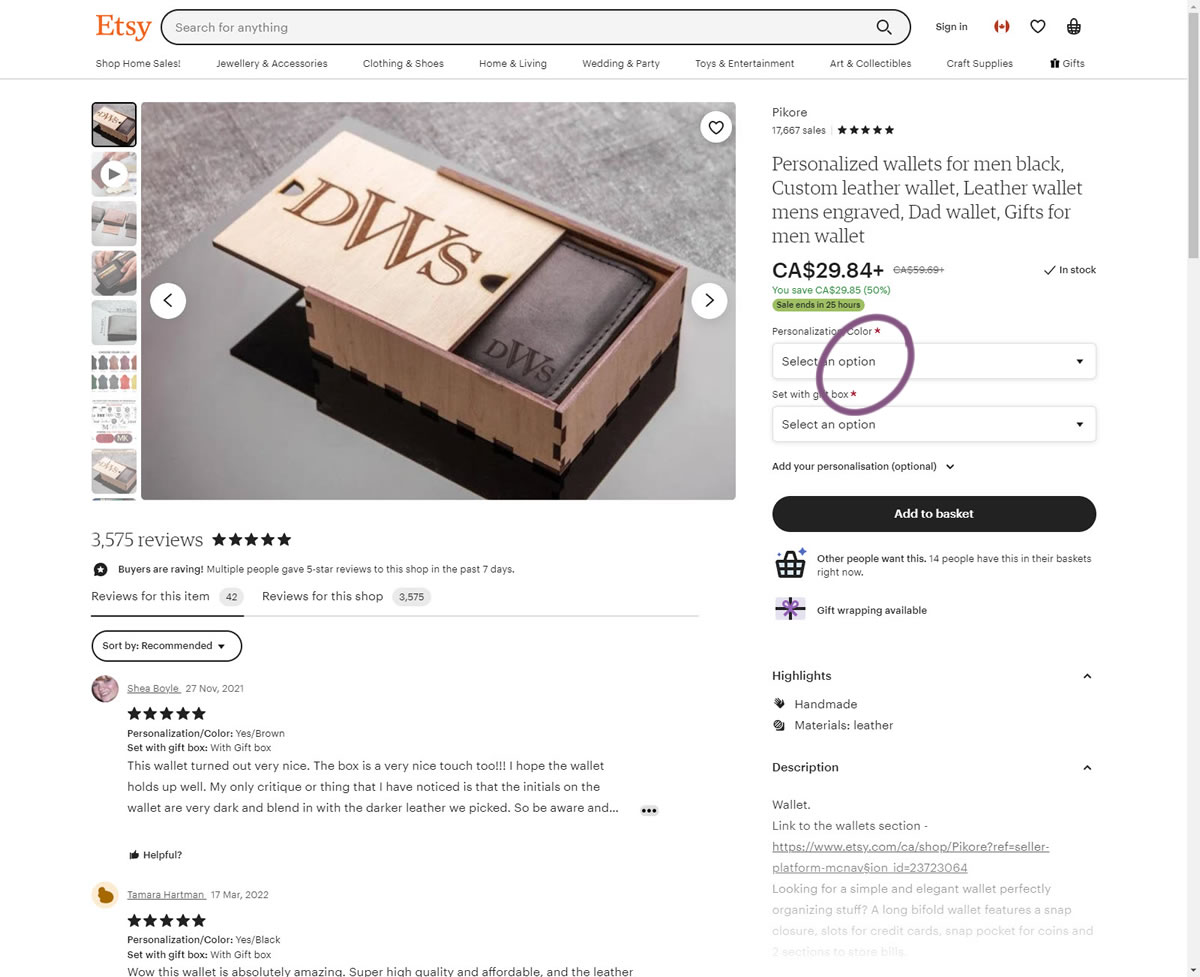 Etsy
Search for anything
Sign in
Shop Home Sales!
Jewellery & Accessories
Clothing & Shoes
Home & Living
Wedding & Party
Toys & Entertainment
Art & Collectibles
Craft Supplies
Gifts
DWS
DWS
MK
Pikore
17,667 sales
Personalized wallets for men black,
Custom leather wallet, Leather wallet
mens engraved, Dad wallet, Gifts for
men wallet
CA$29.84+ CA$59.69+
In stock
You save CA$29.85 (50%)
Sale ends in 25 hours
Personalization/Color *
Select an option
Set with gift box *
Select an option
Add your personalisation (optional)
Add to basket
Other people want this. 14 people have this in their baskets
right now.
Gift wrapping available
Highlights
Handmade
Materials: leather
Description
Wallet.
Link to the wallets section -
https://www.etsy.com/ca/shop/Pikore?ref=seller-
platform-mcnav§ion_id=23723064
Looking for a simple and elegant wallet perfectly
organizing stuff? A long bifold wallet features a snap
closure, slots for credit cards, snap pocket for coins and
2 sections to store bills.
3,575 reviews
Buyers are raving! Multiple people gave 5-star reviews to this shop in the past 7 days.
Reviews for this item 42
Reviews for this shop 3,575
Sort by: Recommended
Shea Boyle 27 Nov, 2021
Personalization/Color: Yes/Brown
Set with gift box: With Gift box
This wallet turned out very nice. The box is a very nice touch too!!! I hope the wallet
holds up well. My only critique or thing that I have noticed is that the initials on the
wallet are very dark and blend in with the darker leather we picked. So be aware and...
Helpful?
Tamara Hartman 17 Mar, 2022
Personalization/Color: Yes/Black
Set with gift box: With Gift box
Wow this wallet is absolutely amazing. Super high quality and affordable, and the leather